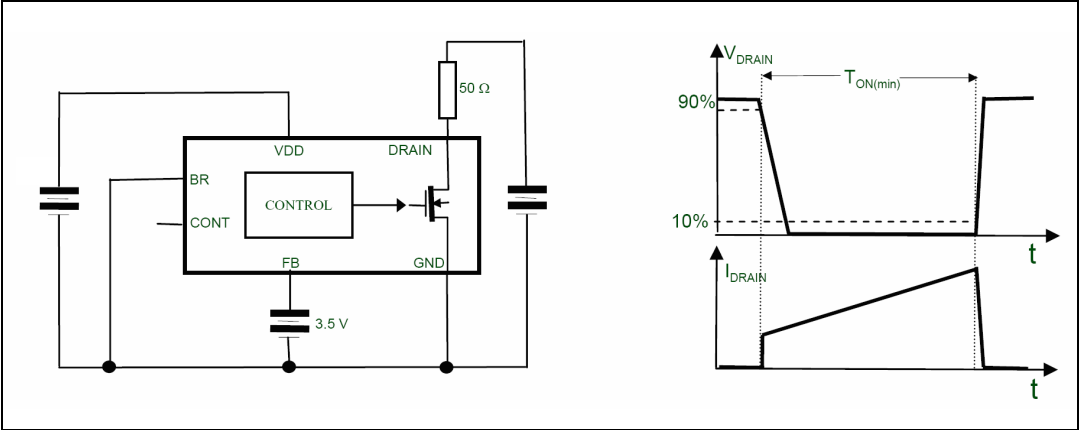 50 Ω
VDD
DRAIN
BR
CONTROL
CONT
FB
GND
3.5 V
VDRAIN
TON(min)
90%
10%
t
IDRAIN
t